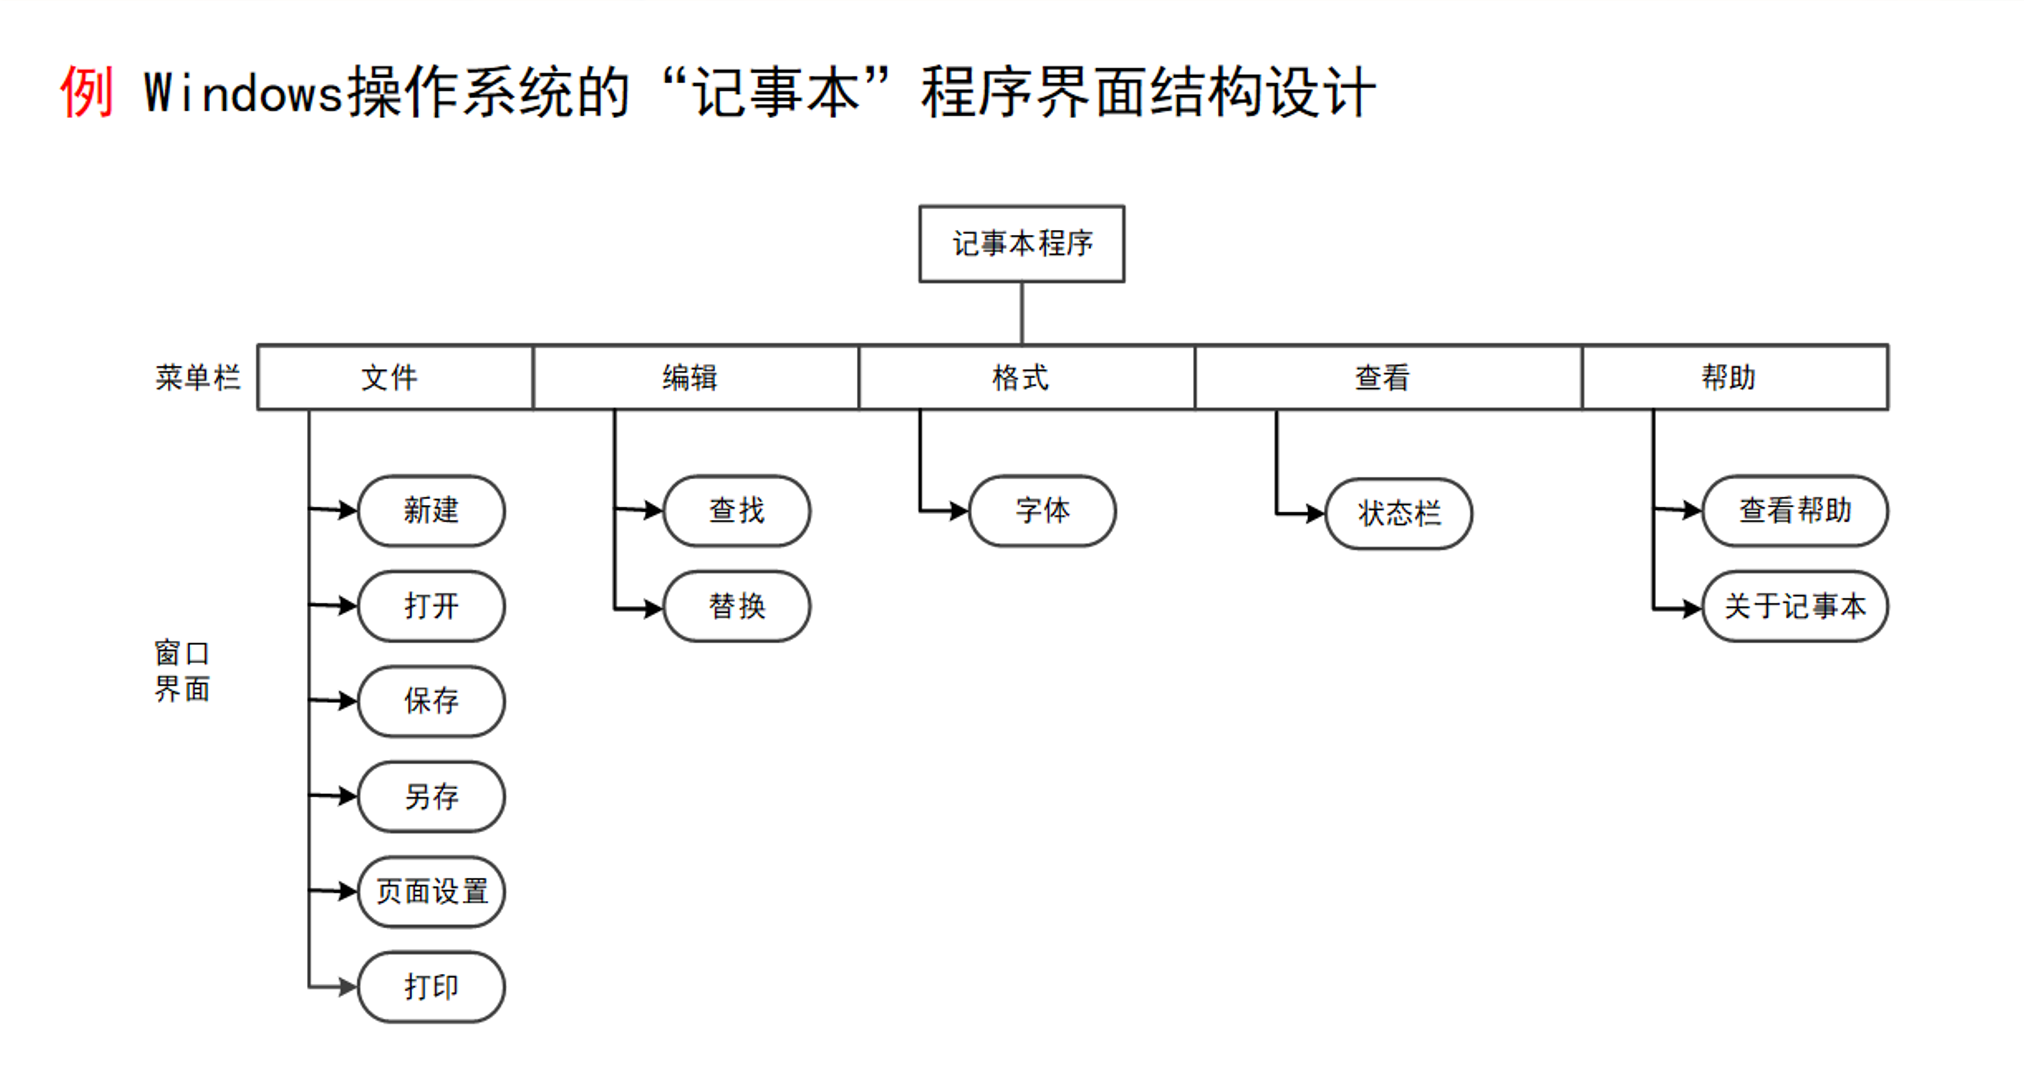 例 Windows操作系统的“记事本”程序界面结构设计
记事本程序
菜单栏 文件 编辑 格式 查看 帮助
新建 查找 字体 状态栏 查看帮助
打开 替换 关于记事本
窗口
界面
保存
另存
页面设置
打印